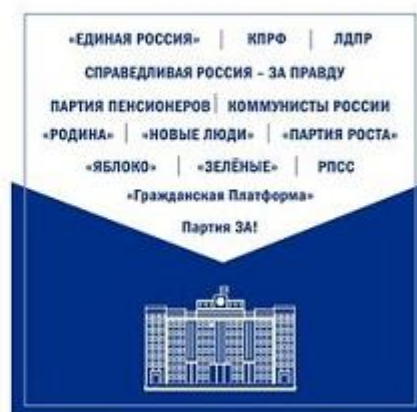 «ЕДИНАЯ РОССИЯ» | КПРФ | ЛДПР
СПРАВЕДЛИВАЯ РОССИЯ – ЗА ПРАВДУ
ПАРТИЯ ПЕНСИОНЕРОВ | КОММУНИСТЫ РОССИИ
«РОДИНА» | «НОВЫЕ ЛЮДИ» | «ПАРТИЯ РОСТА»
«ЯБЛОКО» | «ЗЕЛЁНЫЕ» | РПСС
«Гражданская Платформа»
Партия ЗА!